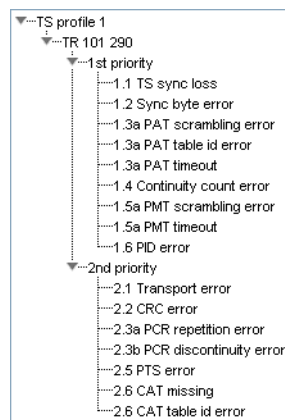 TS profile 1
TR 101 290
1st priority
1.1 TS sync loss
1.2 Sync byte error
1.3a PAT scrambling error
1.3a PAT table id error
1.3a PAT timeout
1.4 Continuity count error
1.5a PMT scrambling error
1.5a PMT timeout
1.6 PID error
2nd priority
2.1 Transport error
2.2 CRC error
2.3a PCR repetition error
2.3b PCR discontinuity error
2.5 PTS error
2.6 CAT missing
2.6 CAT table id error